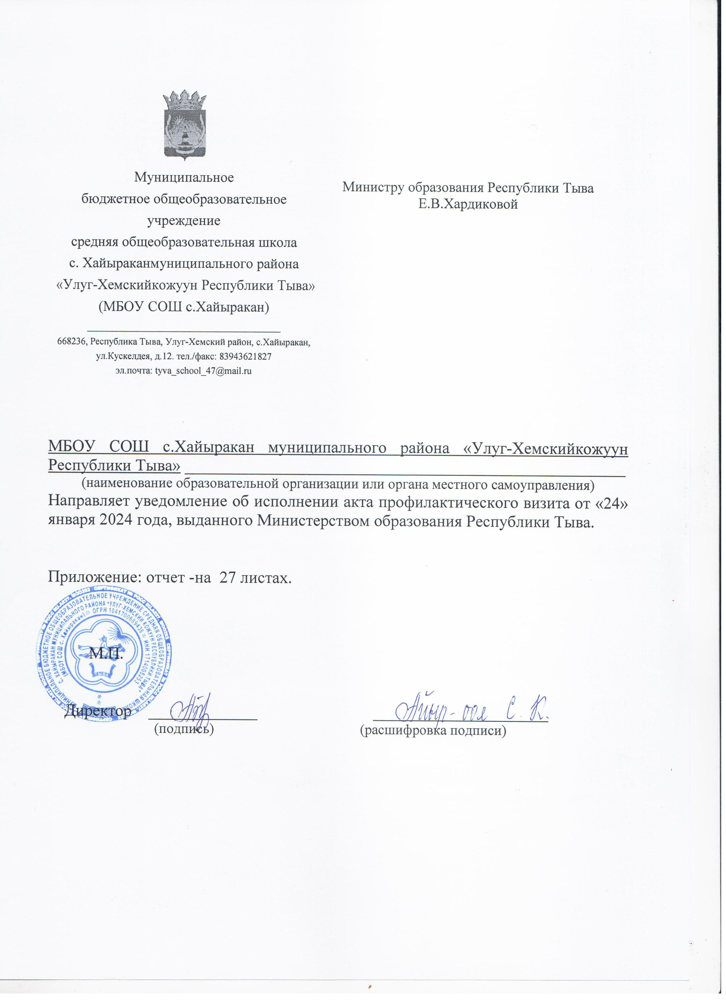 Муниципальное
бюджетное общеобразовательное
учреждение
средняя общеобразовательная школа
с. Хайыраканмуниципального района
«Улуг-Хемскийкожуун Республики Тыва»
(МБОУ СОШ с.Хайыракан)
668236, Республика Тыва, Улуг-Хемский район, с.Хайыракан,
ул.Кускелдея, д.12. тел./факс: 83943621827
эл.почта: tyva_school_47@mail.ru
Министру образования Республики Тыва
Е.В.Хардиковой
МБОУ СОШ с.Хайыракан муниципального района «Улуг-Хемскийкожуун
Республики Тыва»
(наименование образовательной организации или органа местного самоуправления)
Направляет уведомление об исполнении акта профилактического визита от «24»
января 2024 года, выданного Министерством образования Республики Тыва.
Приложение: отчет -на 27 листах.
МУНИЦИПАЛЬНОЕ БЮДЖЕТНОЕ ОБЩЕОБРАЗОВАТЕЛЬНОЕ УЧРЕЖДЕНИЕ СРЕДНЯЯ ОБЩЕОБРАЗОВАТЕЛЬНАЯ ШКОЛА
С. ХАЙЫРАКАН МУНИЦИПАЛЬНОГО РАЙОНА "УЛУГ-ХЕМСКИЙ КОЖУУН РЕСПУБЛИКИ ТЫВА"
(МБОУ СОШ с. Хайыракан) * ОГРН 1041700689436 * ИНН 1714005253
ТЫВА
М.П.
Директор
Айыр-оол С. К.
(подпись)
(расшифровка подписи)